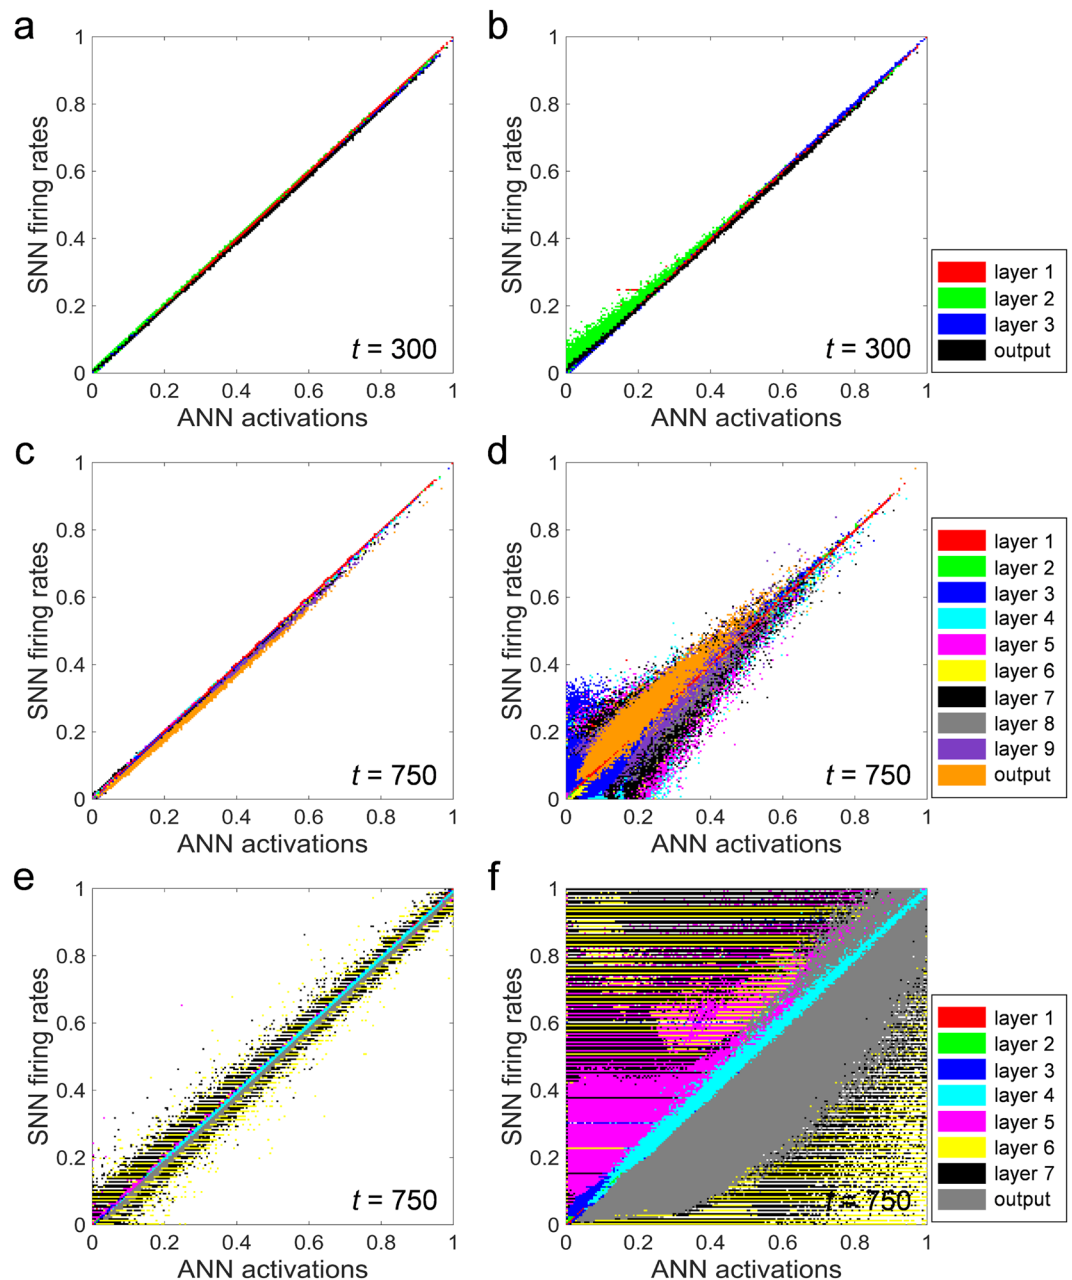 a
1
0.8
0.6
0.4
0.2
0
0 0.2 0.4 0.6 0.8 1
SNN firing rates
ANN activations
t = 300
b
1
0.8
0.6
0.4
0.2
0
0 0.2 0.4 0.6 0.8 1
SNN firing rates
ANN activations
t = 300
layer 1
layer 2
layer 3
output
c
1
0.8
0.6
0.4
0.2
0
0 0.2 0.4 0.6 0.8 1
SNN firing rates
ANN activations
t = 750
d
1
0.8
0.6
0.4
0.2
0
0 0.2 0.4 0.6 0.8 1
SNN firing rates
ANN activations
t = 750
layer 1
layer 2
layer 3
layer 4
layer 5
layer 6
layer 7
layer 8
layer 9
output
e
1
0.8
0.6
0.4
0.2
0
0 0.2 0.4 0.6 0.8 1
SNN firing rates
ANN activations
t = 750
f
1
0.8
0.6
0.4
0.2
0
0 0.2 0.4 0.6 0.8 1
SNN firing rates
ANN activations
t = 750
layer 1
layer 2
layer 3
layer 4
layer 5
layer 6
layer 7
output